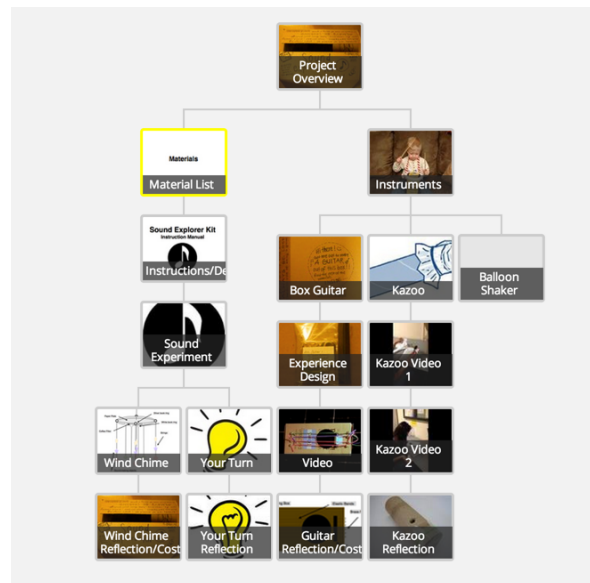 Project
Overview
Materials
Material List
Instruments
Sound Explorer Kit
Instruction Manual
Instructions/De
Box Guitar
Kazoo
Balloon
Shaker
Sound
Experiment
Experience
Design
Kazoo Video
1
Wind Chime
Your Turn
Video
Kazoo Video
2
Wind Chime
Reflection/Cost
Your Turn
Reflection
Guitar
Reflection/Cost
Kazoo
Reflection